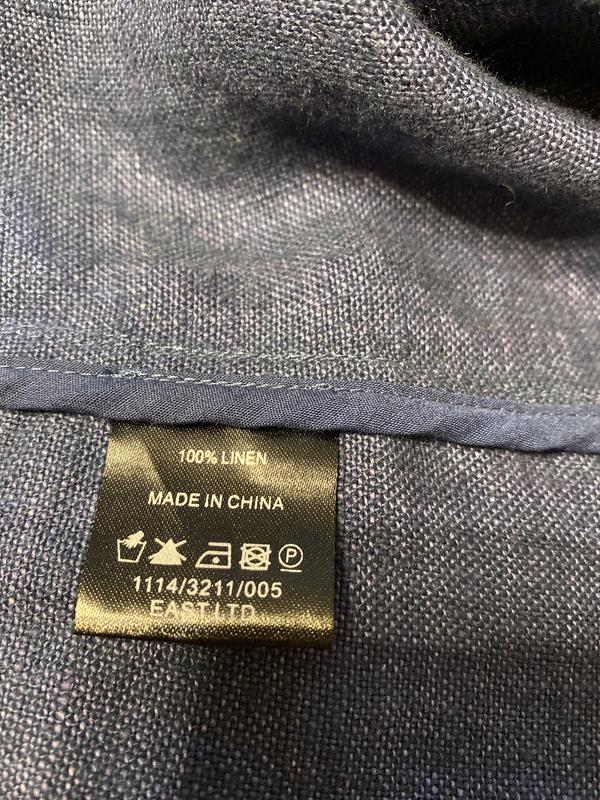 100% LINEN
MADE IN CHINA
P
1114/3211/005
EAST LTD